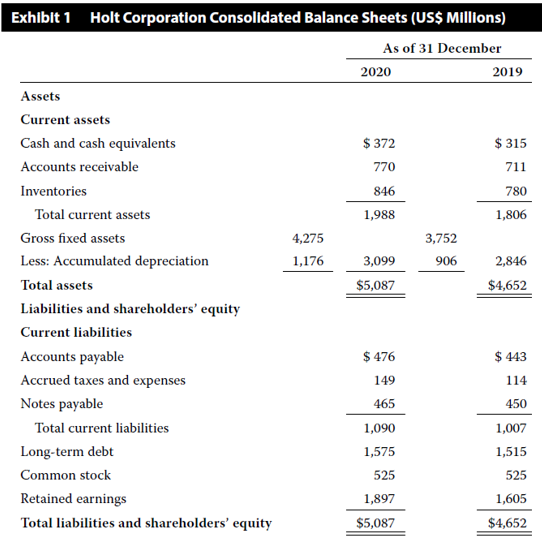 Exhibit 1 Holt Corporation Consolidated Balance Sheets (US$ Millions)
As of 31 December
2020 2019
Assets
Current assets
Cash and cash equivalents $ 372 $ 315
Accounts receivable 770 711
Inventories 846 780
Total current assets 1,988 1,806
Gross fixed assets 4,275 3,752
Less: Accumulated depreciation 1,176 3,099 906 2,846
Total assets $5,087 $4,652
Liabilities and shareholders’ equity
Current liabilities
Accounts payable $ 476 $ 443
Accrued taxes and expenses 149 114
Notes payable 465 450
Total current liabilities 1,090 1,007
Long-term debt 1,575 1,515
Common stock 525 525
Retained earnings 1,897 1,605
Total liabilities and shareholders’ equity $5,087 $4,652